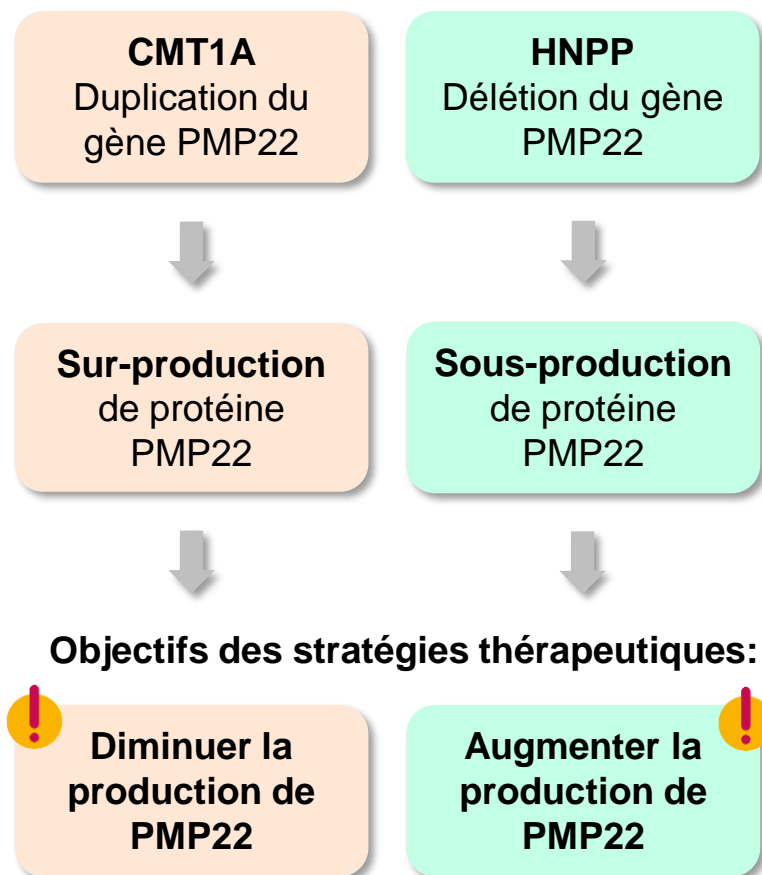 CMT1A
Duplication du
gène PMP22
HNPP
Délétion du gène
PMP22
Sur-production
de protéine
PMP22
Sous-production
de protéine
PMP22
Objectifs des stratégies thérapeutiques:
Diminuer la
production de
PMP22
Augmenter la
production de
PMP22